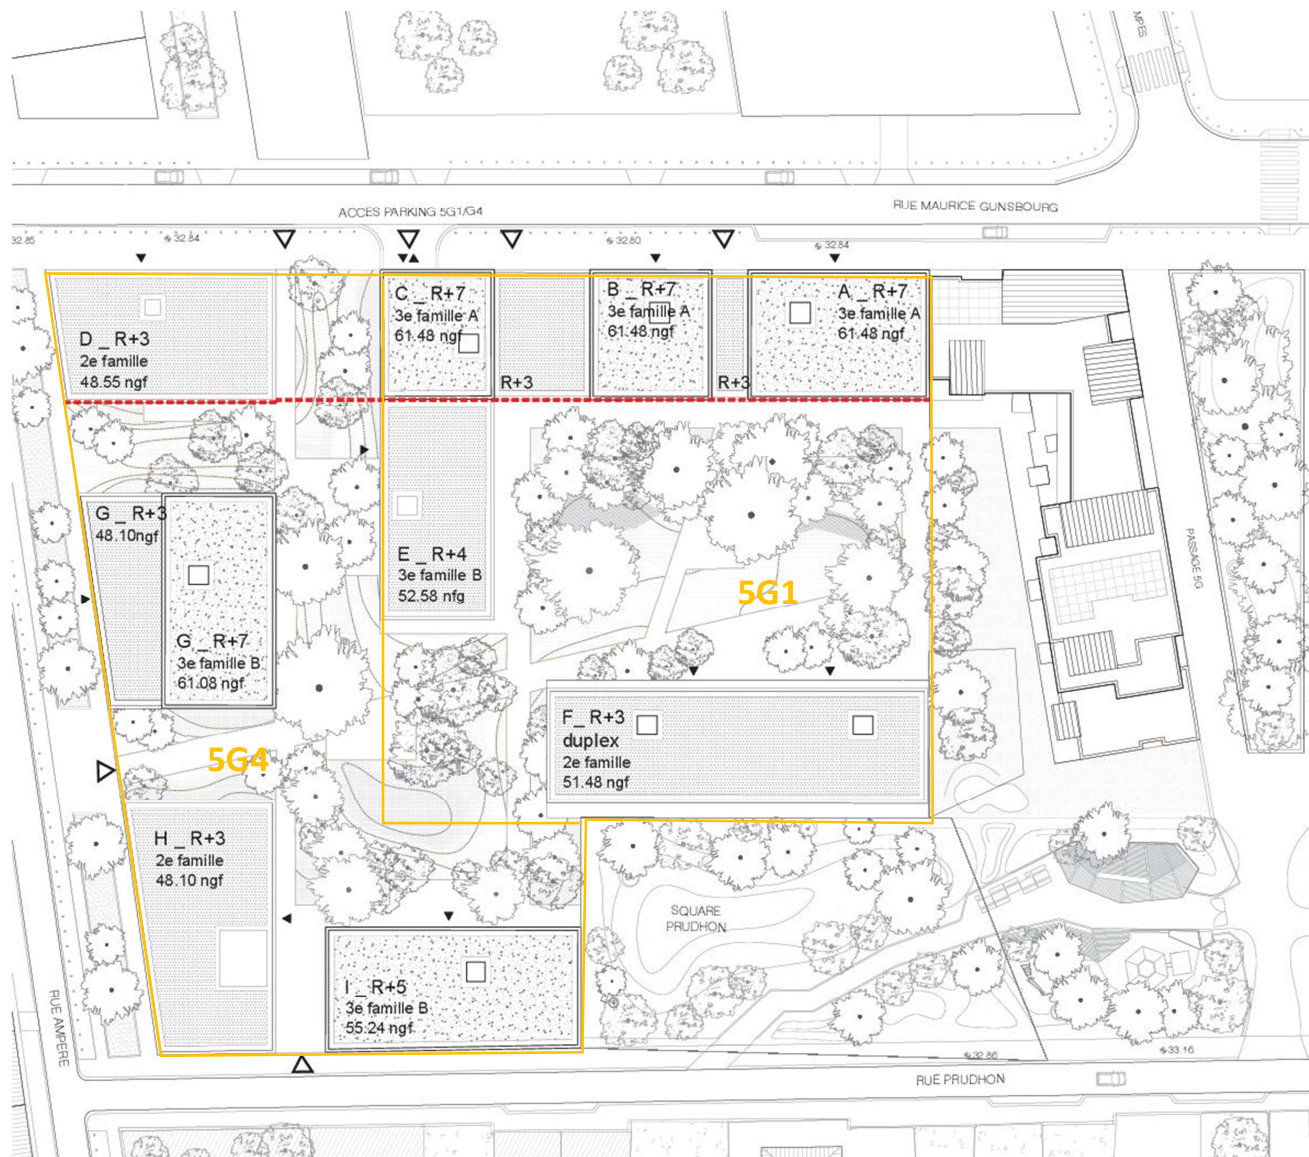 AMPES
ACCES PARKING 5G1/G4
RUE MAURICE GUNSBOURG
32.85
32.84
32.80
32.84
C _ R+7
3e famille A
61.48 ngf
B _ R+7
3e famille A
61.48 ngf
A _ R+7
3e famille A
61.48 ngf
D _ R+3
2e famille
48.55 ngf
R+3
R+3
G _ R+3
48.10ngf
E _ R+4
3e famille B
52.58 nfg
PASSAGE 5G
5G1
G _ R+7
3e famille B
61.08 ngf
F _ R+3
duplex
2e famille
51.48 ngf
5G4
H _ R+3
2e famille
48.10 ngf
SQUARE
PRUDHON
I _ R+5
3e famille B
55.24 ngf
RUE AMPERE
32.86
33.16
RUE PRUDHON